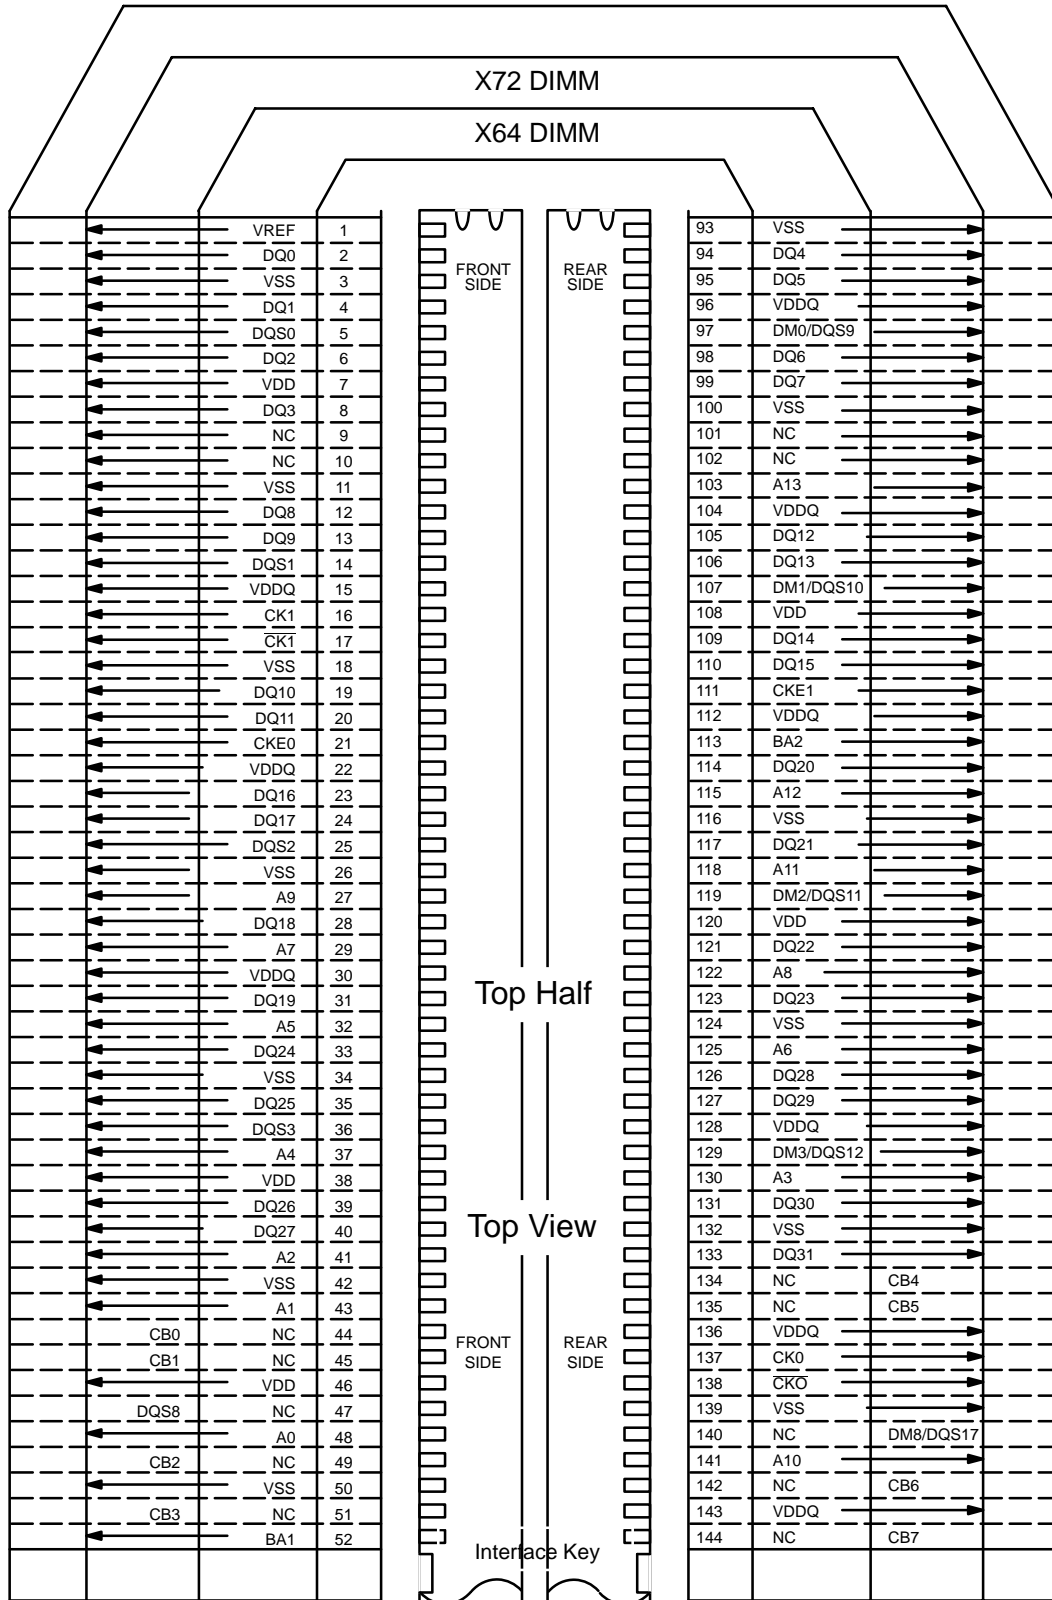 X72 DIMM
X64 DIMM
VREF 1 93 VSS
DQ0 2 94 DQ4
VSS 3 95 DQ5
DQ1 4 96 VDDQ
DQS0 5 97 DM0/DQS9
DQ2 6 98 DQ6
VDD 7 99 DQ7
DQ3 8 100 VSS
NC 9 101 NC
NC 10 102 NC
VSS 11 103 A13
DQ8 12 104 VDDQ
DQ9 13 105 DQ12
DQS1 14 106 DQ13
VDDQ 15 107 DM1/DQS10
CK1 16 108 VDD
C̅K̅1̅ 17 109 DQ14
VSS 18 110 DQ15
DQ10 19 111 CKE1
DQ11 20 112 VDDQ
CKE0 21 113 BA2
VDDQ 22 114 DQ20
DQ16 23 115 A12
DQ17 24 116 VSS
DQS2 25 117 DQ21
VSS 26 118 A11
A9 27 119 DM2/DQS11
DQ18 28 120 VDD
A7 29 121 DQ22
VDDQ 30 122 A8
DQ19 31 123 DQ23
A5 32 124 VSS
DQ24 33 125 A6
VSS 34 126 DQ28
DQ25 35 127 DQ29
DQS3 36 128 VDDQ
A4 37 129 DM3/DQS12
VDD 38 130 A3
DQ26 39 131 DQ30
DQ27 40 132 VSS
A2 41 133 DQ31
VSS 42 134 NC CB4
A1 43 135 NC CB5
CB0 NC 44 136 VDDQ
CB1 NC 45 137 CK0
VDD 46 138 C̅K̅O̅
DQS8 NC 47 139 VSS
A0 48 140 NC DM8/DQS17
CB2 NC 49 141 A10
VSS 50 142 NC CB6
CB3 NC 51 143 VDDQ
BA1 52 144 NC CB7
FRONT SIDE
REAR SIDE
Top Half
Top View
FRONT SIDE
REAR SIDE
Interface Key